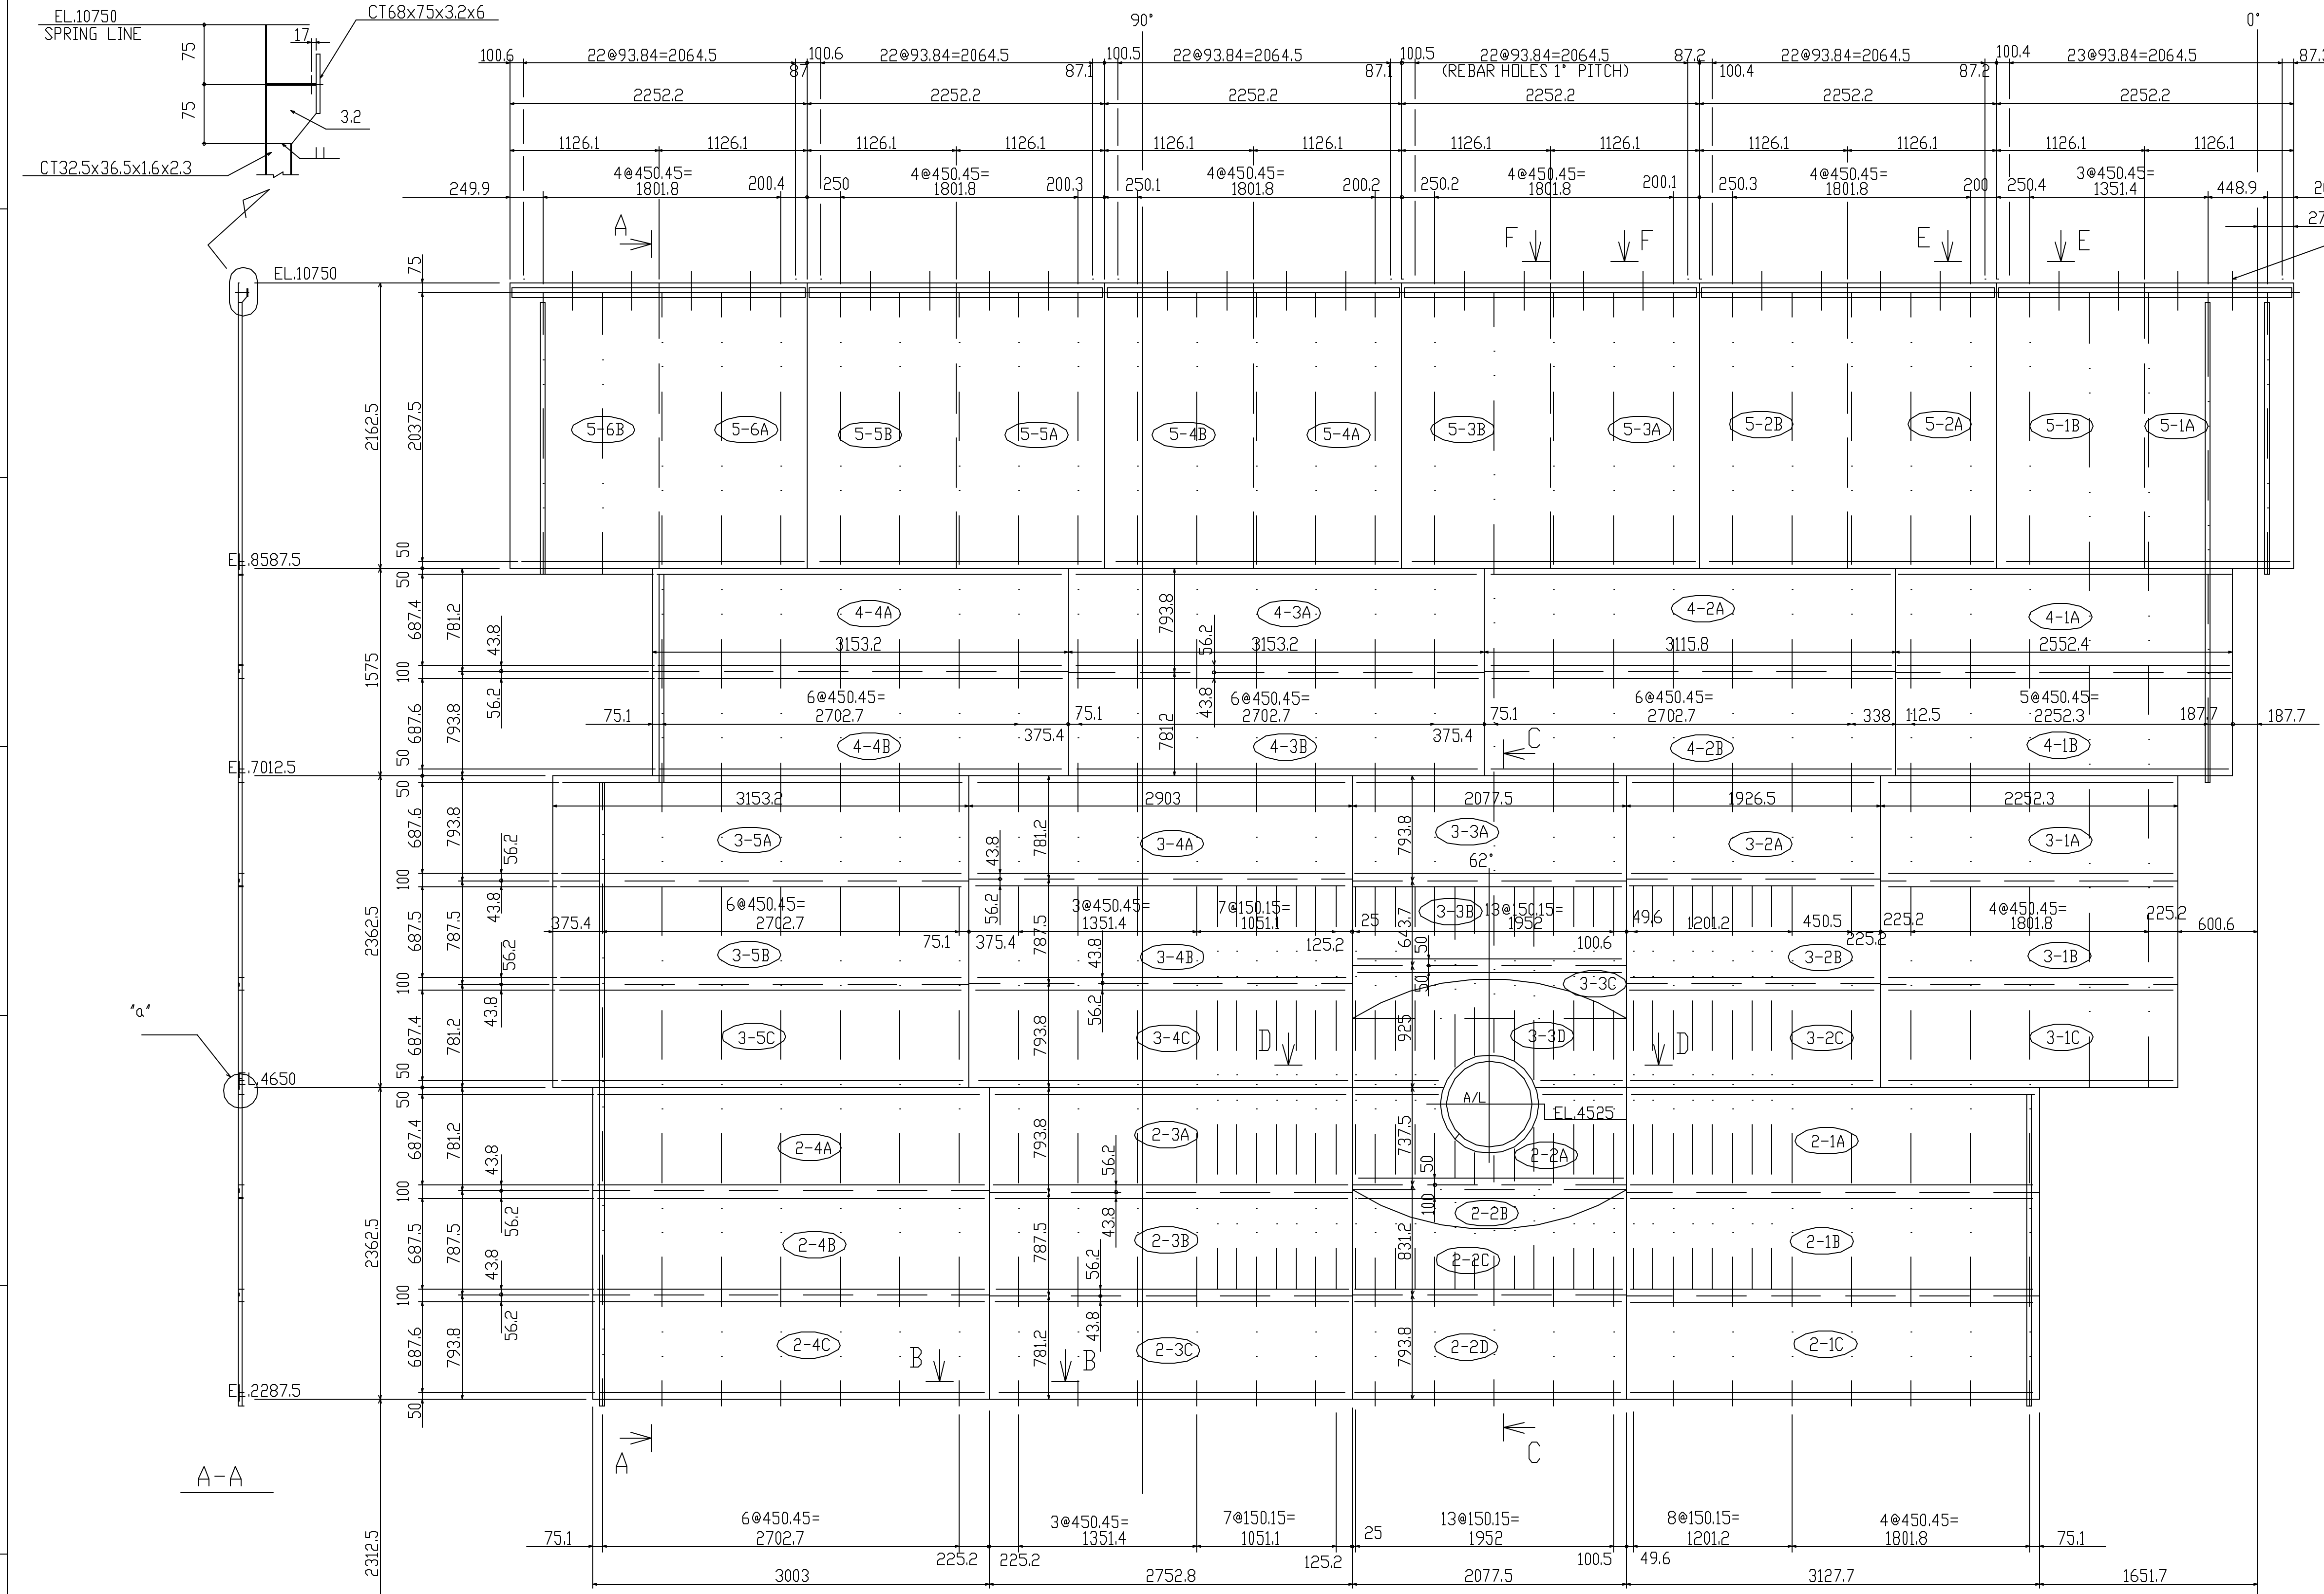 EL.10750
SPRING LINE
CT68x75x3.2x6
17
75
75
3.2
11
CT32.5x36.5x1.6x2.3
90°
0°
100.6 22@93.84=2064.5 87 100.6 22@93.84=2064.5 87.1 100.5 22@93.84=2064.5 87.1 100.5 22@93.84=2064.5 87.2 100.4 22@93.84=2064.5 87.2 100.4 23@93.84=2064.5
(REBAR HOLES 1° PITCH)
2252.2 2252.2 2252.2 2252.2 2252.2 2252.2
1126.1 1126.1 1126.1 1126.1 1126.1 1126.1 1126.1 1126.1 1126.1 1126.1 1126.1 1126.1
4@450.45= 4@450.45= 4@450.45= 4@450.45= 4@450.45= 3@450.45=
249.9 1801.8 200.4 250 1801.8 200.3 250.1 1801.8 200.2 250.2 1801.8 200.1 250.3 1801.8 200 250.4 1351.4 448.9
A F F E E
EL.10750
75
2162.5 2037.5 50
5-6B 5-6A 5-5B 5-5A 5-4B 5-4A 5-3B 5-3A 5-2B 5-2A 5-1B 5-1A
EL.8587.5
1575
50 687.4 100 687.6 50
781.2 793.8
43.8 56.2
4-4A 4-3A 4-2A 4-1A
793.8 56.2
3153.2 3153.2 3115.8 2552.4
6@450.45= 6@450.45= 6@450.45= 5@450.45=
75.1 2702.7 375.4 75.1 2702.7 375.4 75.1 2702.7 338 112.5 2252.3 187.7 187.7
43.8 781.2
4-4B 4-3B 4-2B 4-1B
C
EL.7012.5
2362.5
50 687.6 100 687.5 100 687.4 50
793.8 787.5 781.2
56.2 43.8 56.2 43.8
3153.2 2903 2077.5 1926.5 2252.3
3-5A 3-4A 3-3A 3-2A 3-1A
781.2 43.8 56.2 793.8
62°
6@450.45= 3@450.45= 7@150.15= 3-3B 13@150.15= 4@450.45=
375.4 2702.7 75.1 375.4 1351.4 1051.1 125.2 25 1952 100.6 49.6 1201.2 450.5 225.2 225.2 1801.8 225.2 600.6
787.5 43.8 56.2 643.7 50 50
3-5B 3-4B 3-3C 3-2B 3-1B
"a"
793.8 925
3-5C 3-4C 3-3D 3-2C 3-1C
D D
EL.4650
A/L
EL.4525
2362.5
50 687.4 100 687.5 100 687.6 50
781.2 787.5 793.8
43.8 56.2 43.8 56.2
2-4A 2-3A 2-2A 2-1A
793.8 56.2 43.8 737.5 50 100
2-4B 2-3B 2-2B 2-1B
787.5 56.2 43.8 831.2
2-2C
2-4C 2-3C 2-2D 2-1C
781.2 793.8
B B
EL.2287.5
A C
A-A
2312.5
6@450.45= 3@450.45= 7@150.15= 13@150.15= 8@150.15= 4@450.45=
75.1 2702.7 225.2 225.2 1351.4 1051.1 125.2 25 1952 100.5 49.6 1201.2 1801.8 75.1
3003 2752.8 2077.5 3127.7 1651.7